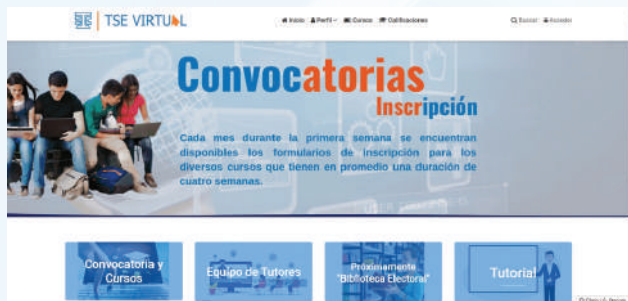 TSE VIRTUAL
Inicio Perfil Cursos Calificaciones
Buscar Acceder
Convocatorias
Inscripción
Cada mes durante la primera semana se encuentran
disponibles los formularios de inscripción para los
diversos cursos que tienen en promedio una duración de
cuatro semanas.
Convocatoria y
Cursos
Equipo de Tutores
Próximamente
"Biblioteca Electoral"
Tutorial